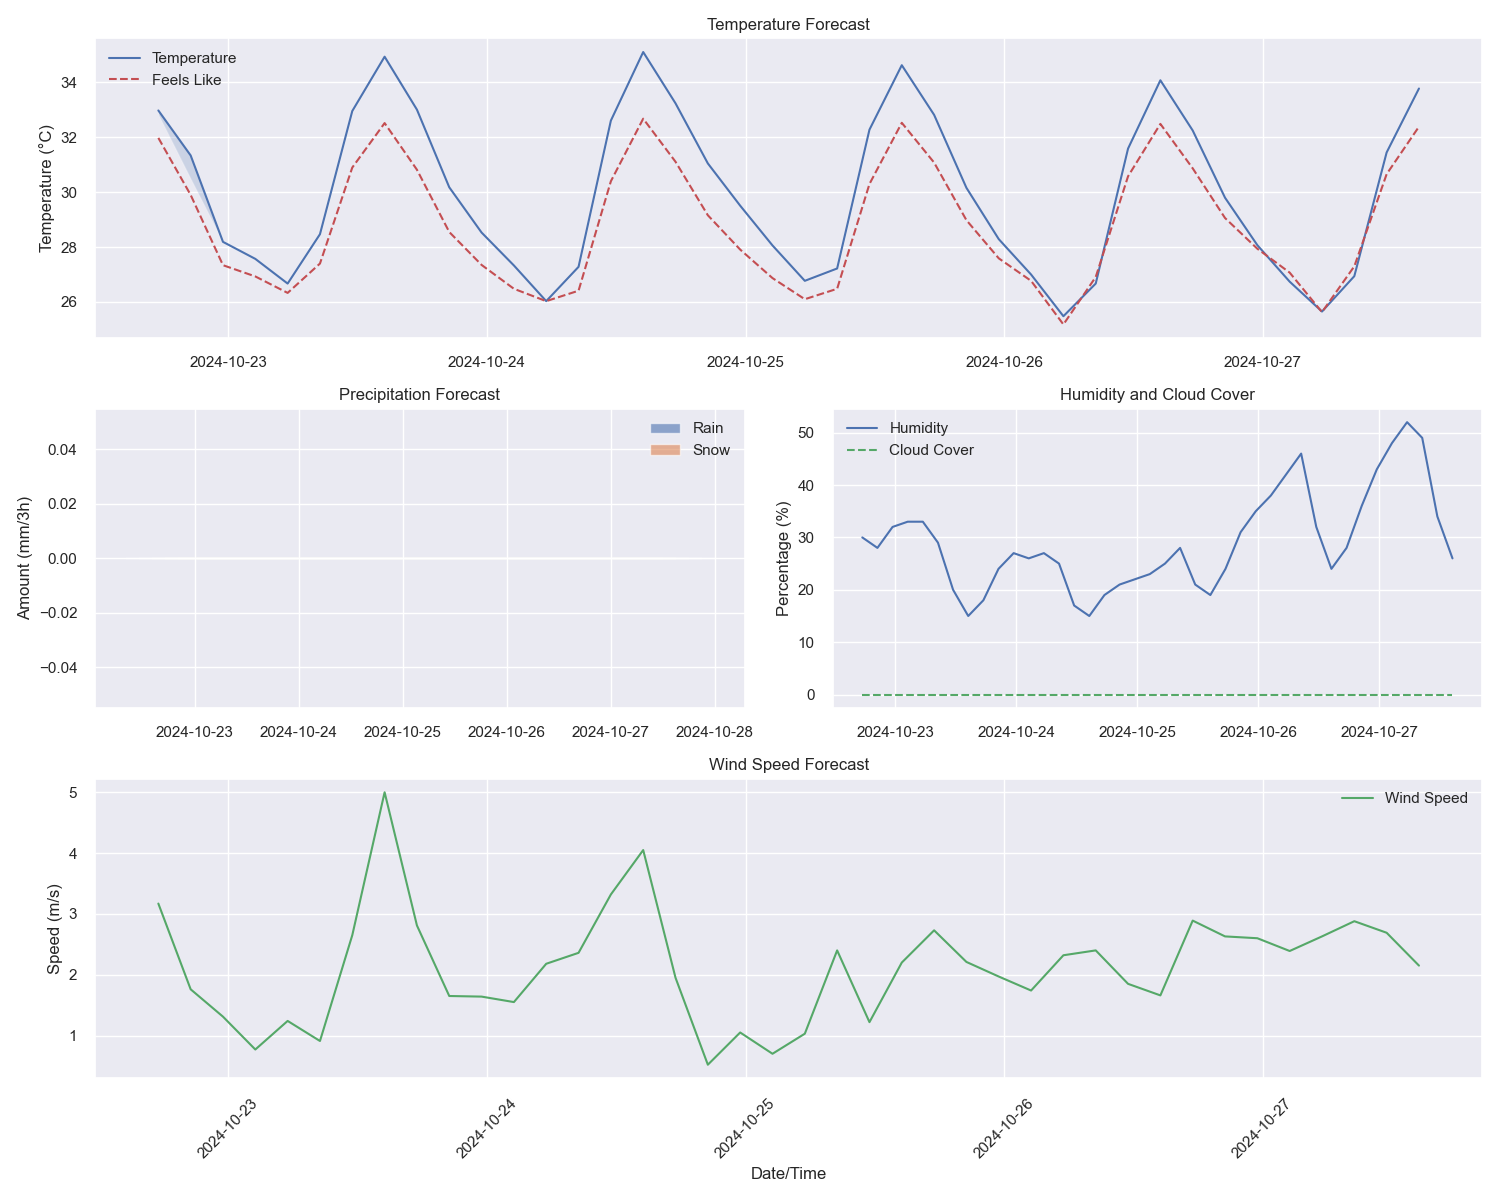 Temperature Forecast
Temperature
Feels Like
Temperature (°C)
34
32
30
28
26
2024-10-23 2024-10-24 2024-10-25 2024-10-26 2024-10-27
Precipitation Forecast
Rain
Snow
Amount (mm/3h)
0.04
0.02
0.00
−0.02
−0.04
2024-10-23 2024-10-24 2024-10-25 2024-10-26 2024-10-27 2024-10-28
Humidity and Cloud Cover
Humidity
Cloud Cover
Percentage (%)
50
40
30
20
10
0
2024-10-23 2024-10-24 2024-10-25 2024-10-26 2024-10-27
Wind Speed Forecast
Wind Speed
Speed (m/s)
5
4
3
2
1
2024-10-23 2024-10-24 2024-10-25 2024-10-26 2024-10-27
Date/Time